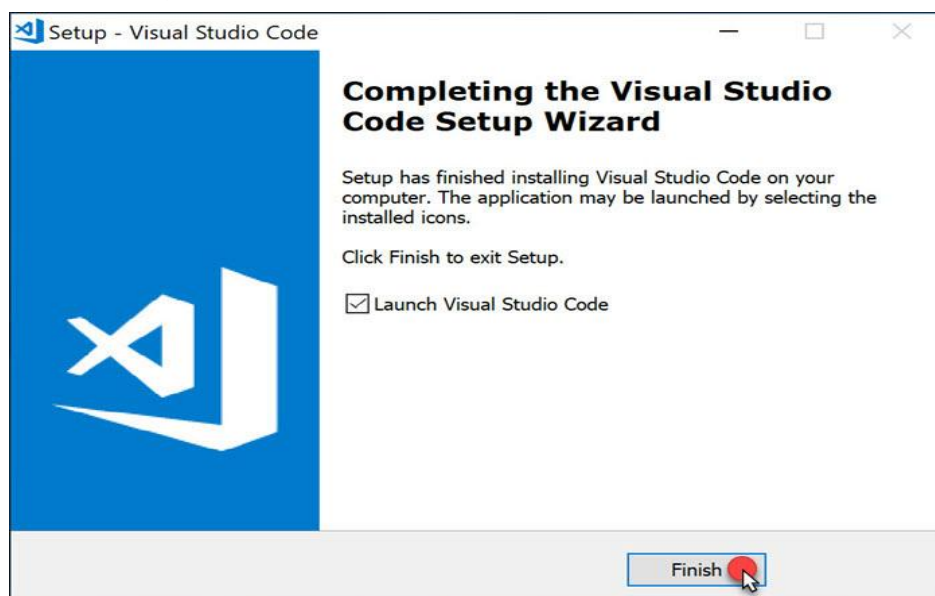 Setup - Visual Studio Code
Completing the Visual Studio
Code Setup Wizard
Setup has finished installing Visual Studio Code on your
computer. The application may be launched by selecting the
installed icons.
Click Finish to exit Setup.
Launch Visual Studio Code
Finish